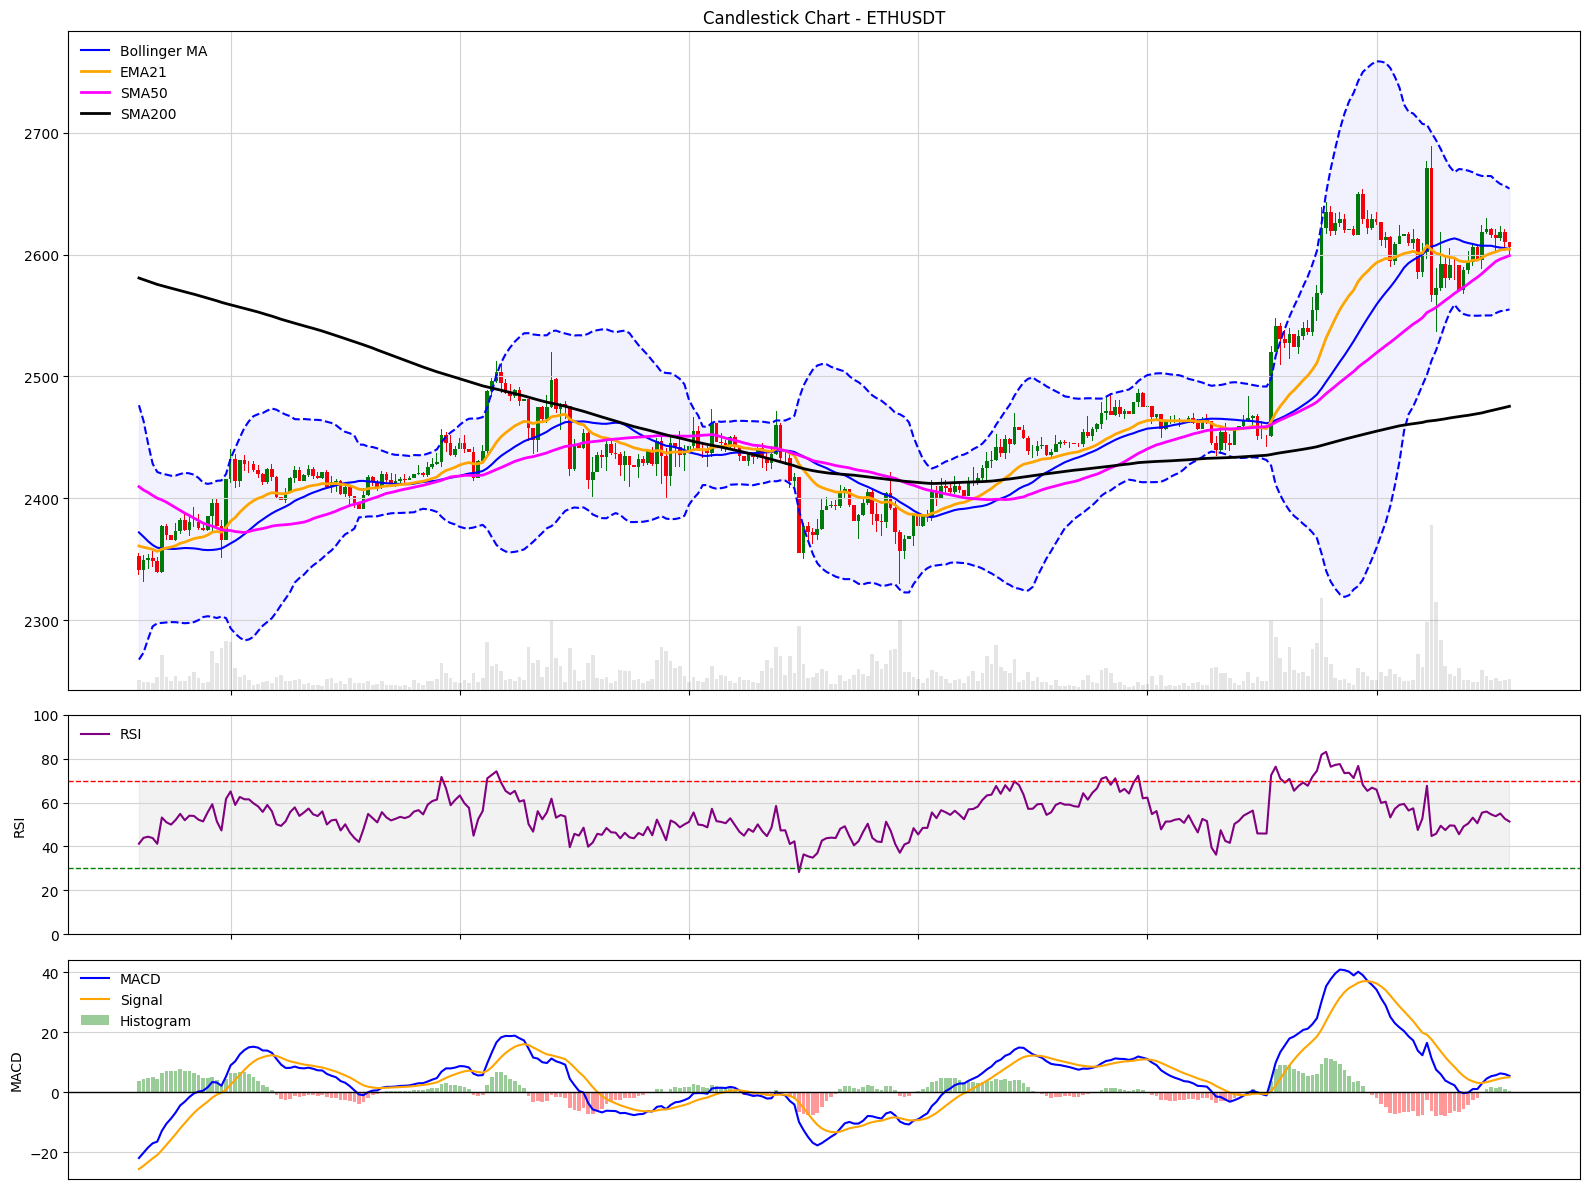 Candlestick Chart - ETHUSDT
Bollinger MA
EMA21
SMA50
SMA200
2700
2600
2500
2400
2300
100
RSI
80
60
RSI
40
20
0
40
MACD
Signal
20
Histogram
MACD
0
−20